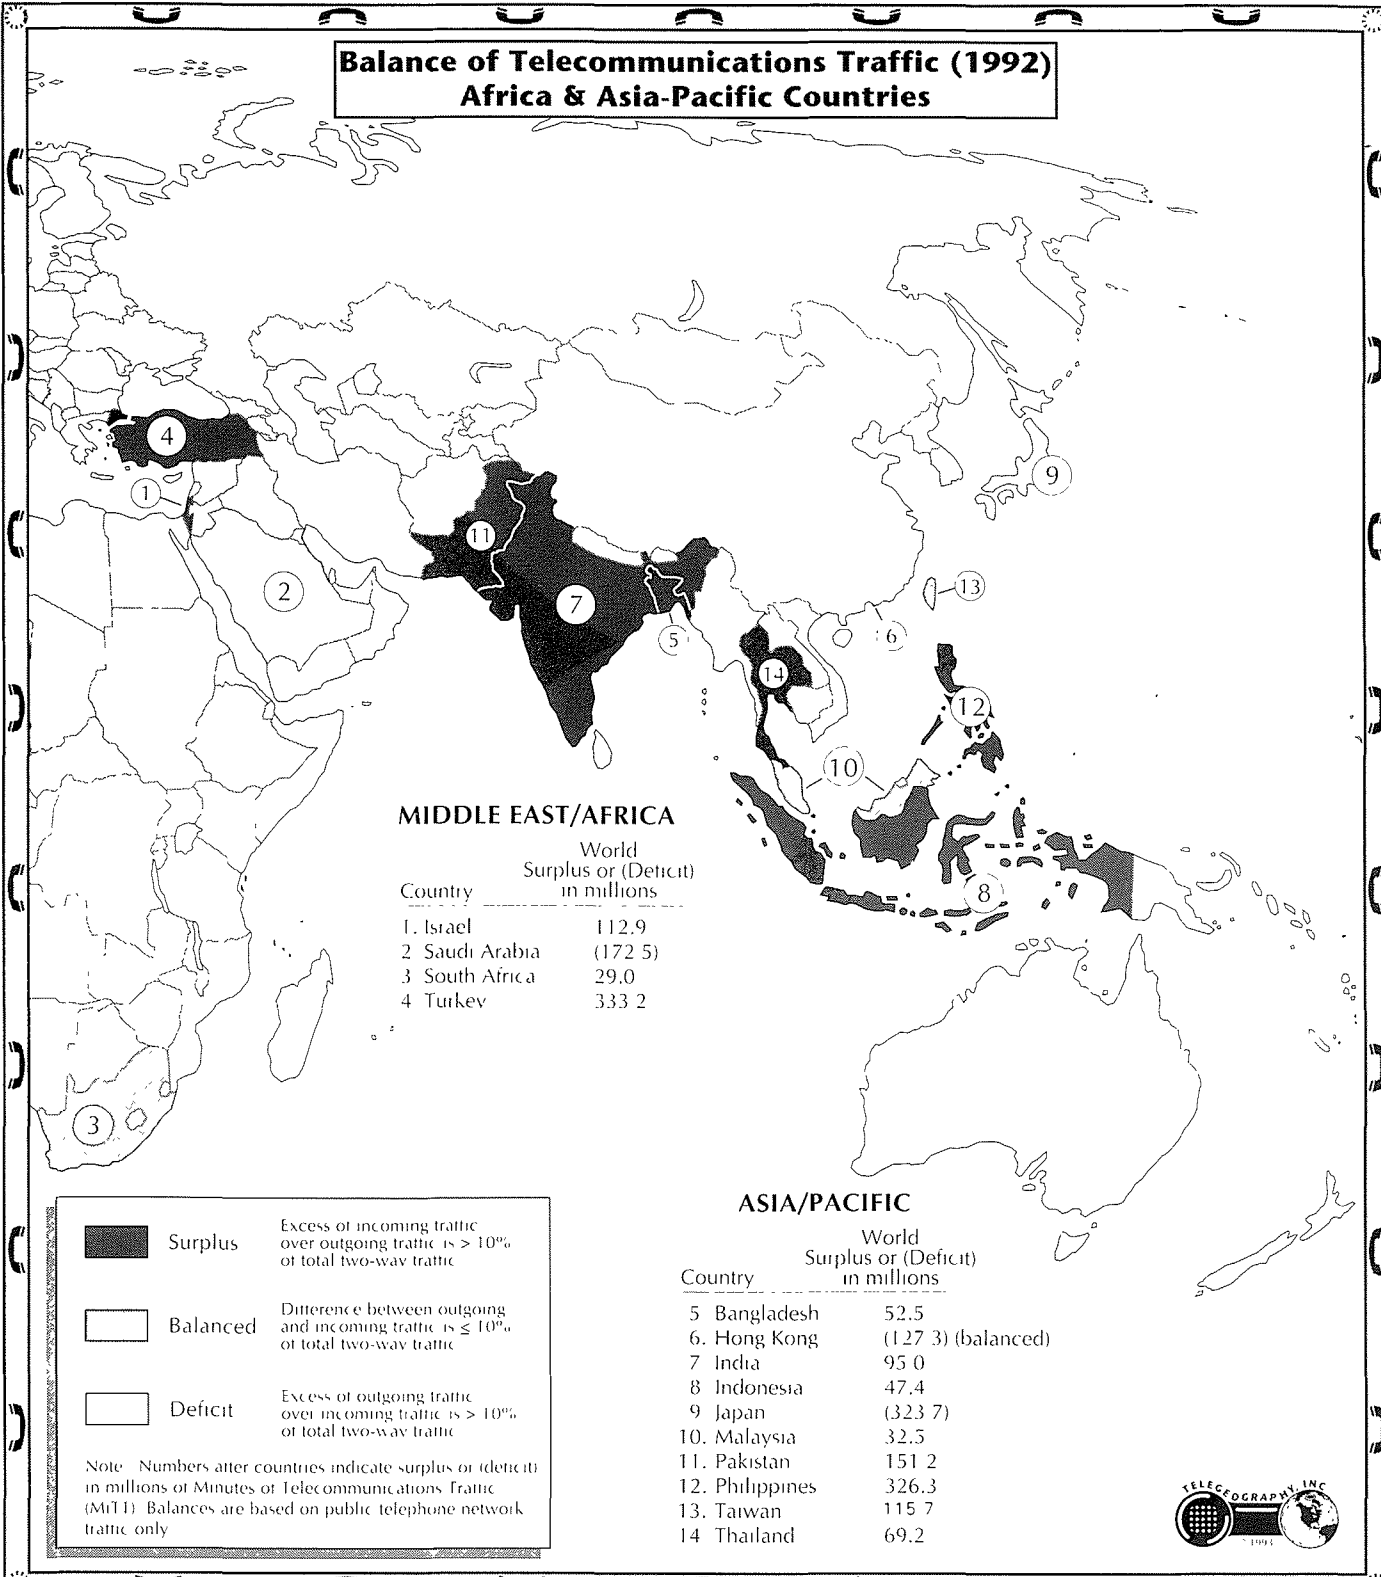 Balance of Telecommunications Traffic (1992)
Africa & Asia-Pacific Countries
4
1
11
9
2
7
13
5
6
14
12
10
8
3
MIDDLE EAST/AFRICA
World
Surplus or (Deficit)
Country in millions
1. Israel 112.9
2 Saudi Arabia (172 5)
3 South Africa 29.0
4 Turkey 333 2
Surplus
Excess of incoming traffic
over outgoing traffic is > 10%
of total two-way traffic
Balanced
Difference between outgoing
and incoming traffic is ≤ 10%
of total two-way traffic
Deficit
Excess of outgoing traffic
over incoming traffic is > 10%
of total two-way traffic
Note Numbers after countries indicate surplus or (deficit)
in millions of Minutes of Telecommunications Traffic
(MiTT) Balances are based on public telephone network
traffic only
ASIA/PACIFIC
World
Surplus or (Deficit)
Country in millions
5 Bangladesh 52.5
6. Hong Kong (127 3) (balanced)
7 India 95 0
8 Indonesia 47.4
9 Japan (323 7)
10. Malaysia 32.5
11. Pakistan 151 2
12. Philippines 326.3
13. Taiwan 115 7
14 Thailand 69.2
TELEGEOGRAPHY, INC
1993